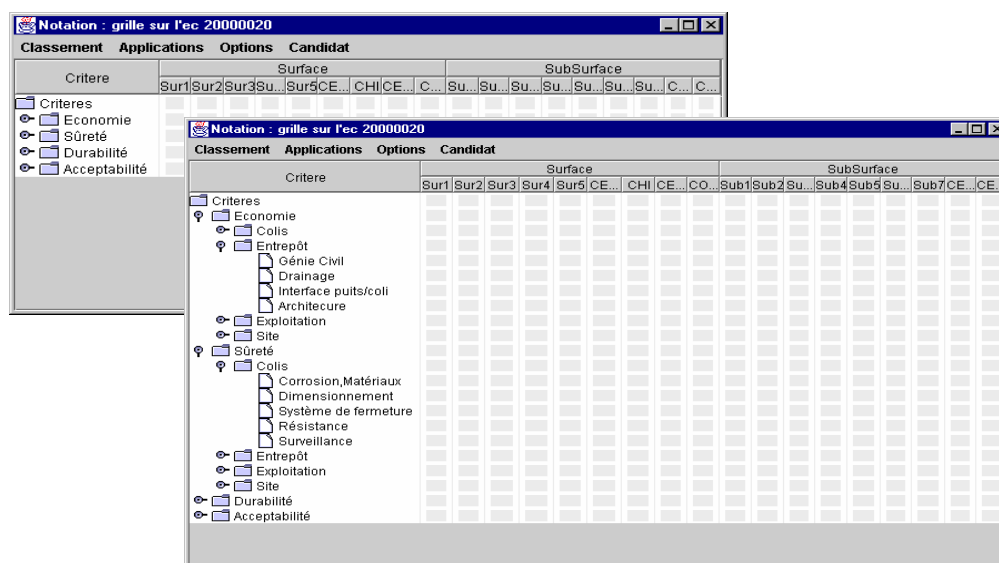 Notation : grille sur l'ec 20000020
Classement Applications Options Candidat
Critere Surface SubSurface
Sur1 Sur2 Sur3 Su... Sur5 CE... CHI CE... C... Su... Su... Su... Su... Su... Su... Su... C... C...
Criteres
Economie
Sûreté
Durabilité
Acceptabilité
Notation : grille sur l'ec 20000020
Classement Applications Options Candidat
Critere Surface SubSurface
Sur1 Sur2 Sur3 Sur4 Sur5 CE... CHI CE... CO... Sub1 Sub2 Su... Sub4 Sub5 Su... Sub7 CE... CE.
Criteres
Economie
Colis
Entrepôt
Génie Civil
Drainage
Interface puits/coli
Architecure
Exploitation
Site
Sûreté
Colis
Corrosion,Matériaux
Dimensionnement
Système de fermeture
Résistance
Surveillance
Entrepôt
Exploitation
Site
Durabilité
Acceptabilité